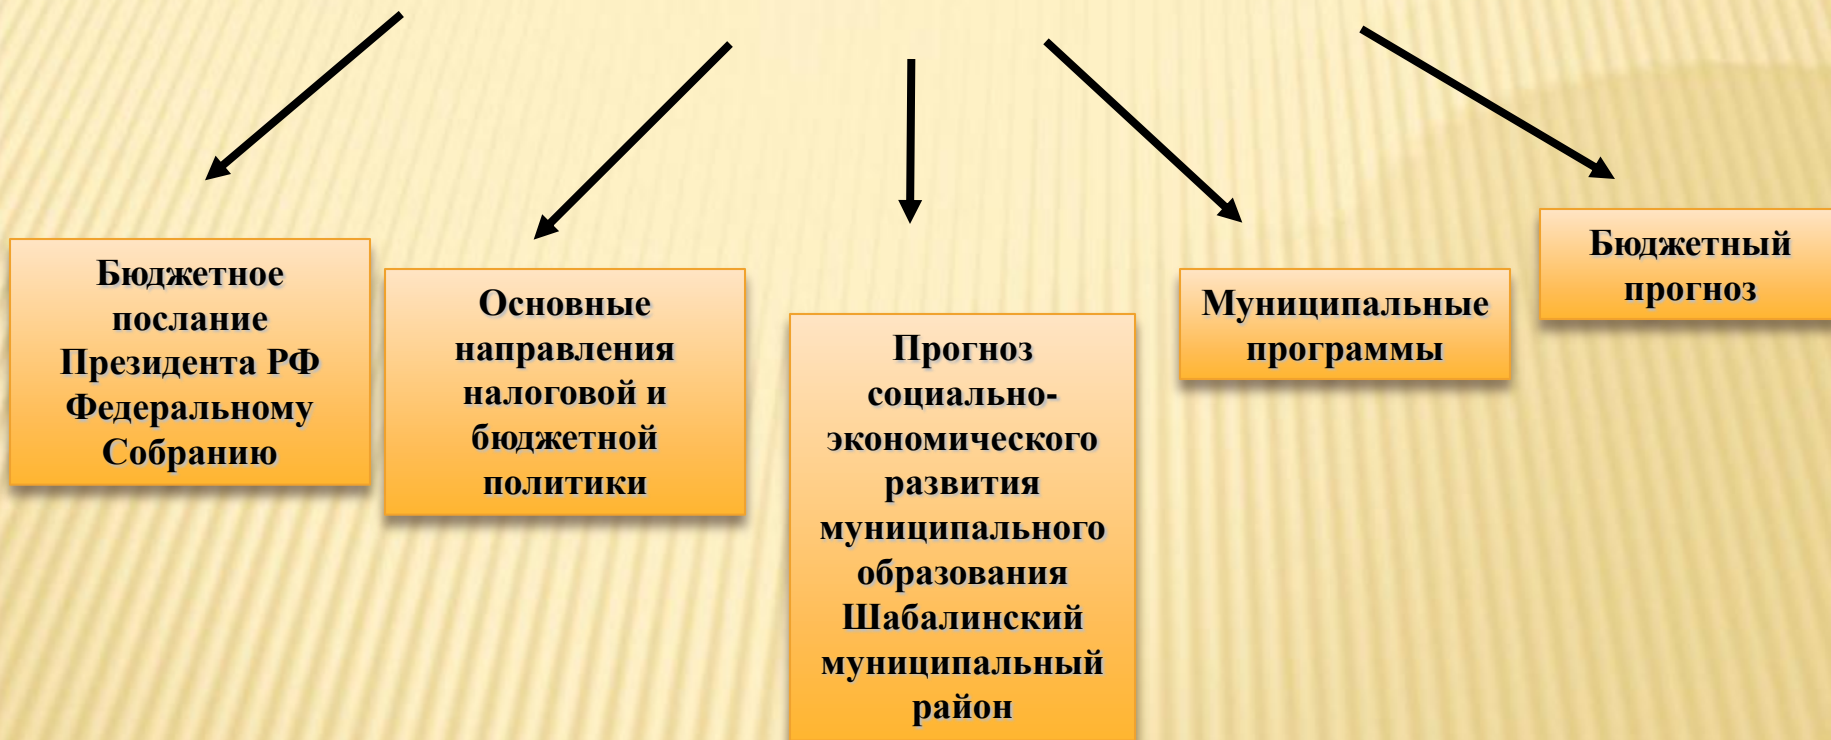 Бюджетное
послание
Президента РФ
Федеральному
Собранию
Основные
направления
налоговой и
бюджетной
политики
Прогноз
социально-
экономического
развития
муниципального
образования
Шабалинский
муниципальный
район
Муниципальные
программы
Бюджетный
прогноз